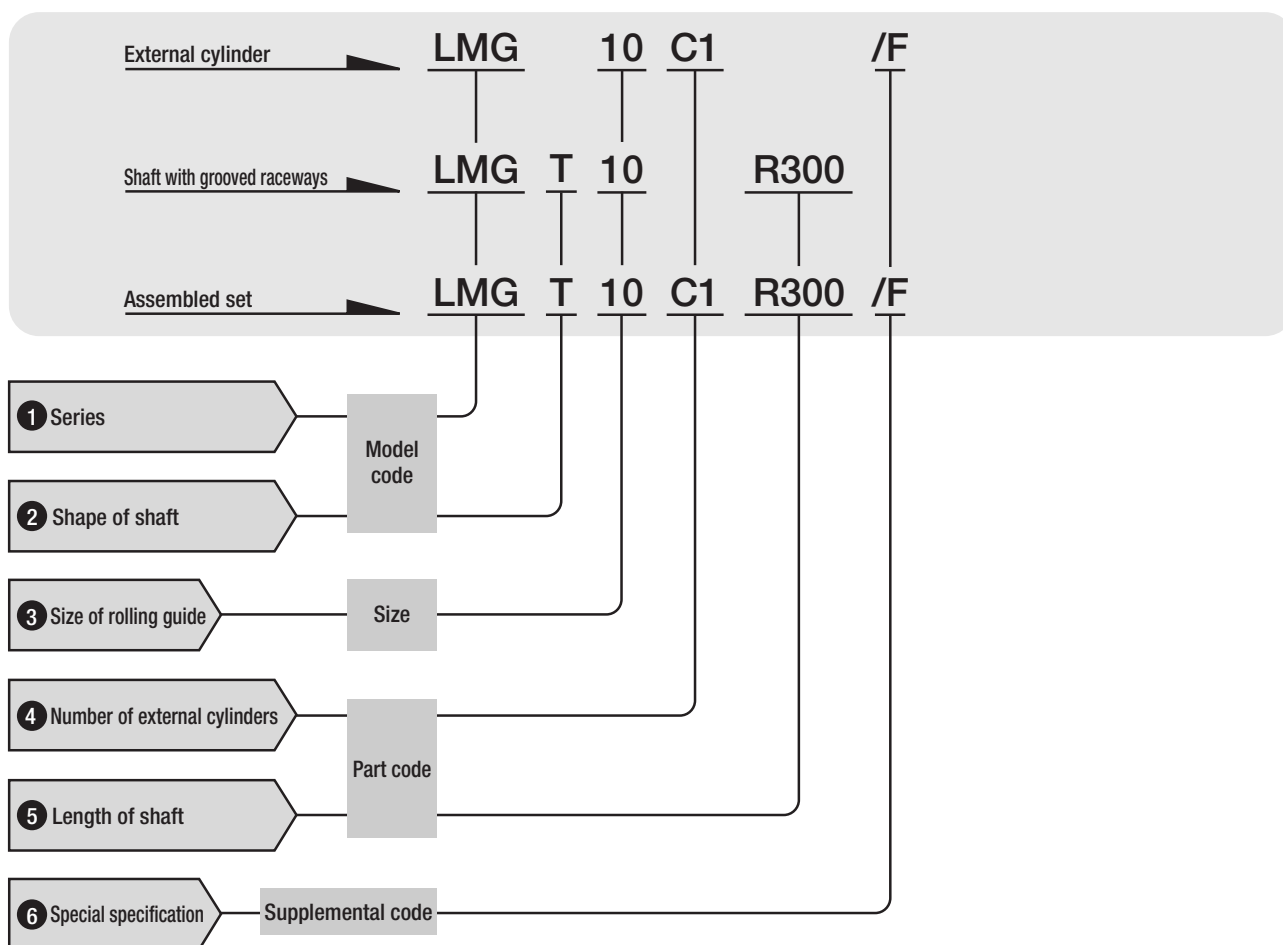 External cylinder LMG 10 C1 /F
Shaft with grooved raceways LMG T 10 R300
Assembled set LMG T 10 C1 R300 /F
1 Series
Model
code
2 Shape of shaft
3 Size of rolling guide Size
4 Number of external cylinders
Part code
5 Length of shaft
6 Special specification Supplemental code